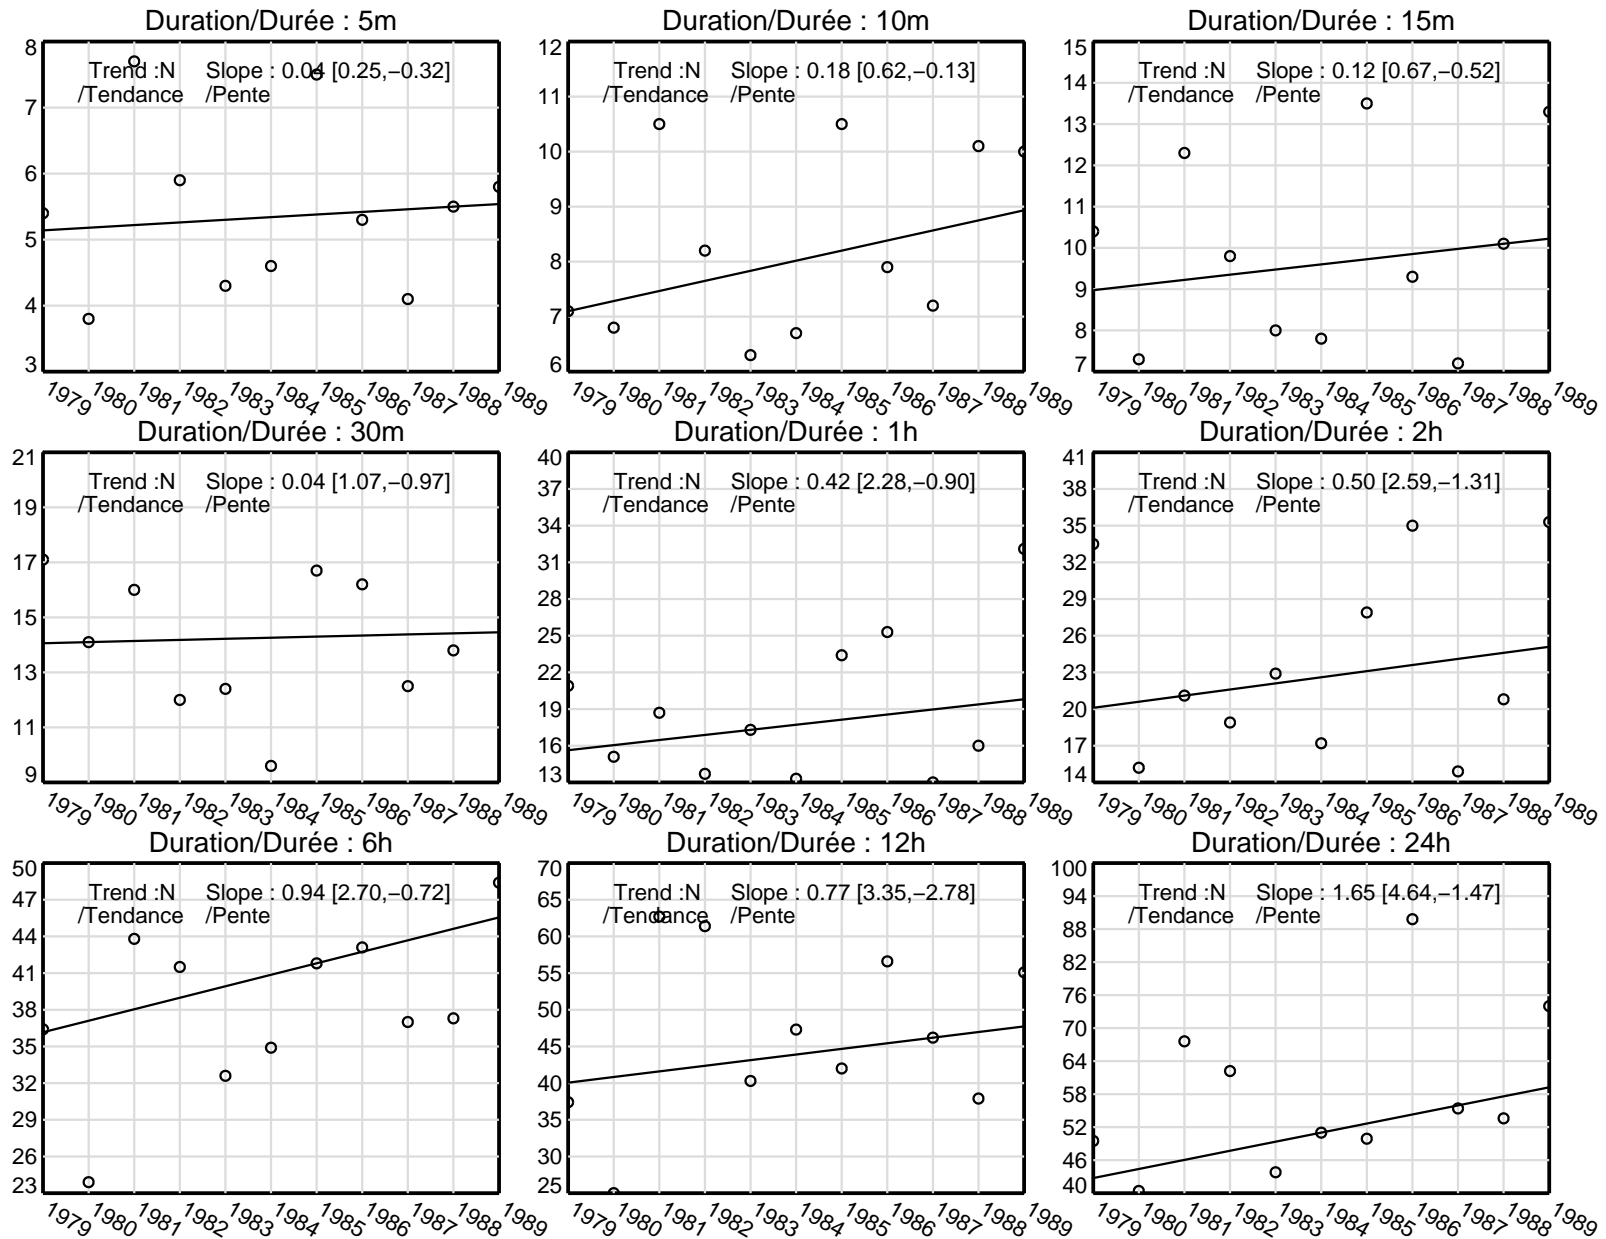 Duration/Durée : 5m
8
7
6
5
4
3
Trend :N Slope : 0.04 [0.25,−0.32]
/Tendance /Pente
1979 1980 1981 1982 1983 1984 1985 1986 1987 1988 1989
Duration/Durée : 10m
12
11
10
9
8
7
6
Trend :N Slope : 0.18 [0.62,−0.13]
/Tendance /Pente
1979 1980 1981 1982 1983 1984 1985 1986 1987 1988 1989
Duration/Durée : 15m
15
14
13
12
11
10
9
8
7
Trend :N Slope : 0.12 [0.67,−0.52]
/Tendance /Pente
1979 1980 1981 1982 1983 1984 1985 1986 1987 1988 1989
Duration/Durée : 30m
21
19
17
15
13
11
9
Trend :N Slope : 0.04 [1.07,−0.97]
/Tendance /Pente
1979 1980 1981 1982 1983 1984 1985 1986 1987 1988 1989
Duration/Durée : 1h
40
37
34
31
28
25
22
19
16
13
Trend :N Slope : 0.42 [2.28,−0.90]
/Tendance /Pente
1979 1980 1981 1982 1983 1984 1985 1986 1987 1988 1989
Duration/Durée : 2h
41
38
35
32
29
26
23
20
17
14
Trend :N Slope : 0.50 [2.59,−1.31]
/Tendance /Pente
1979 1980 1981 1982 1983 1984 1985 1986 1987 1988 1989
Duration/Durée : 6h
50
47
44
41
38
35
32
29
26
23
Trend :N Slope : 0.94 [2.70,−0.72]
/Tendance /Pente
1979 1980 1981 1982 1983 1984 1985 1986 1987 1988 1989
Duration/Durée : 12h
70
65
60
55
50
45
40
35
30
25
Trend :N Slope : 0.77 [3.35,−2.78]
/Tendance /Pente
1979 1980 1981 1982 1983 1984 1985 1986 1987 1988 1989
Duration/Durée : 24h
100
94
88
82
76
70
64
58
52
46
40
Trend :N Slope : 1.65 [4.64,−1.47]
/Tendance /Pente
1979 1980 1981 1982 1983 1984 1985 1986 1987 1988 1989